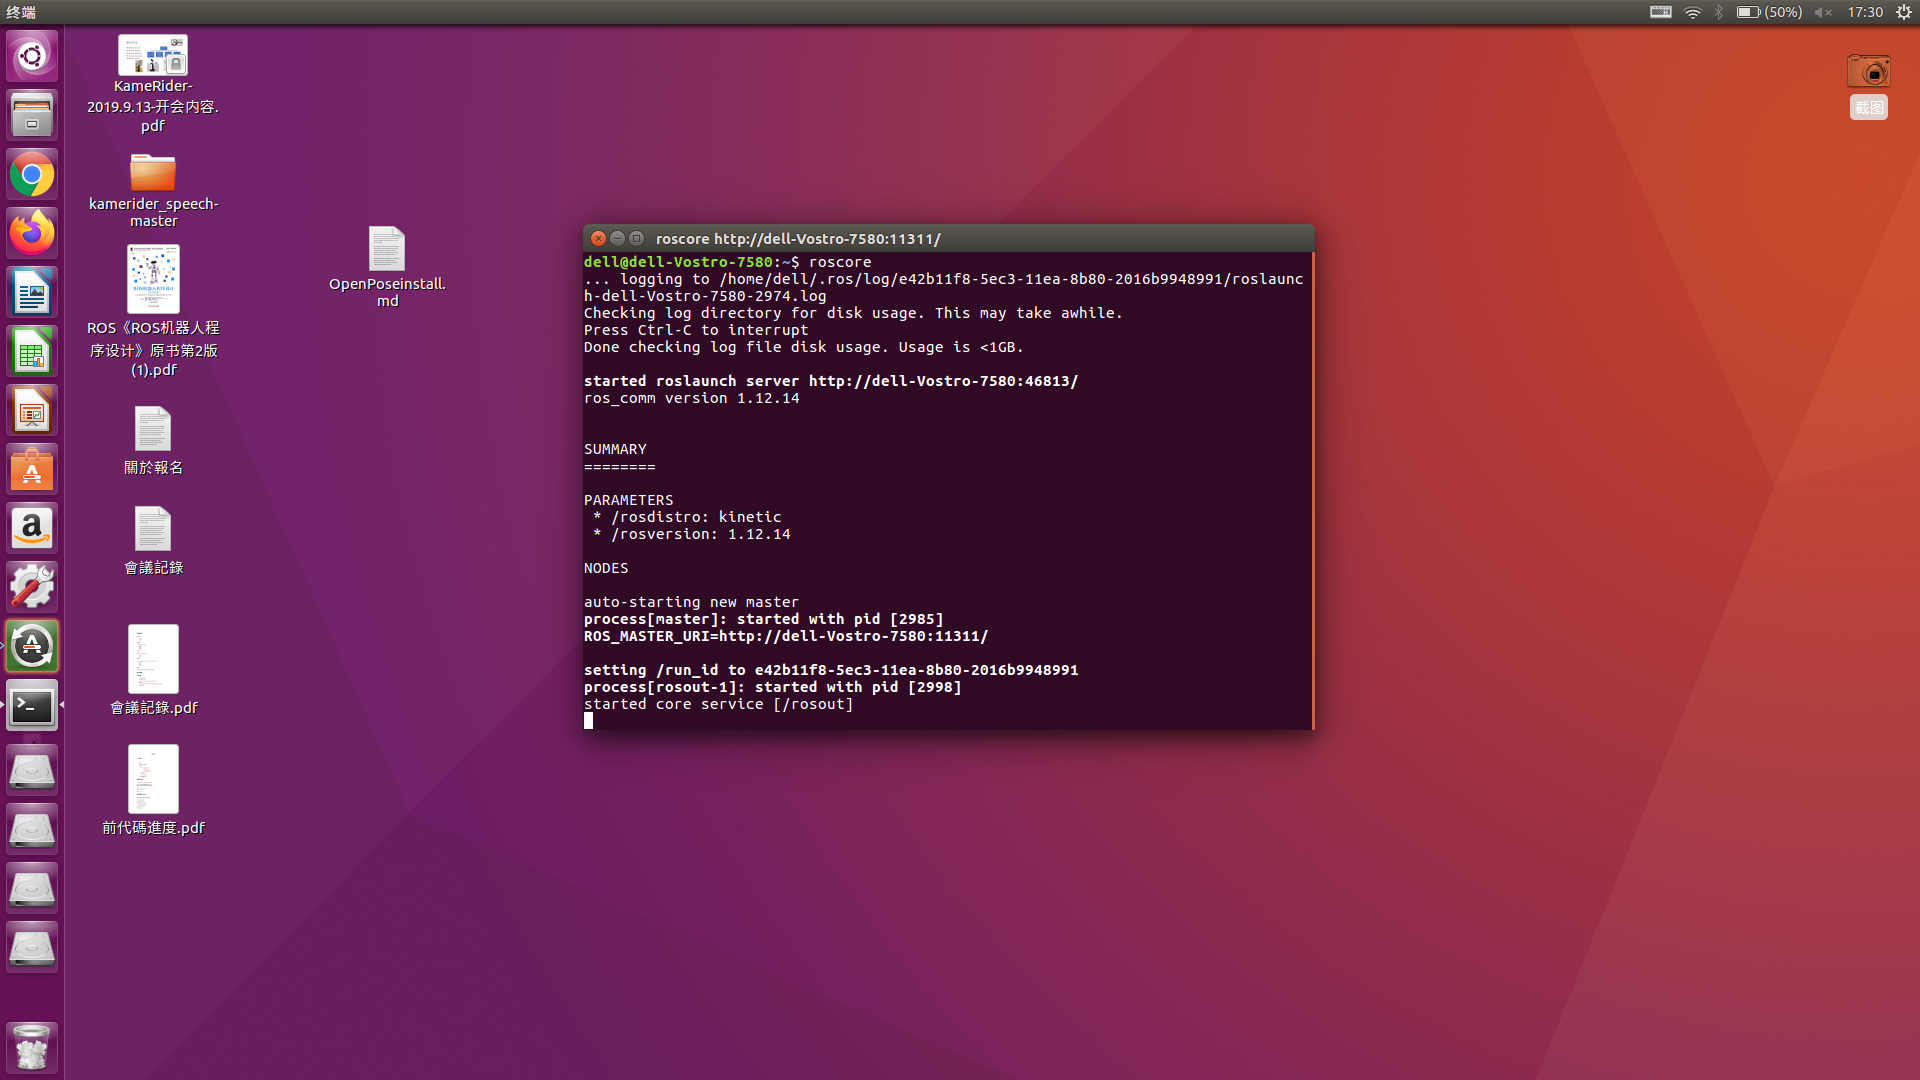 终端
(50%)
17:30
KameRider-
2019.9.13-开会内容.
pdf
kamerider_speech-
master
ROS《ROS机器人程
序设计》原书第2版
(1).pdf
關於報名
會議記錄
會議記錄.pdf
前代碼進度.pdf
OpenPoseinstall.
md
截图
roscore http://dell-Vostro-7580:11311/
dell@dell-Vostro-7580:~$ roscore
... logging to /home/dell/.ros/log/e42b11f8-5ec3-11ea-8b80-2016b9948991/roslaunc
h-dell-Vostro-7580-2974.log
Checking log directory for disk usage. This may take awhile.
Press Ctrl-C to interrupt
Done checking log file disk usage. Usage is <1GB.
started roslaunch server http://dell-Vostro-7580:46813/
ros_comm version 1.12.14
SUMMARY
========
PARAMETERS
 * /rosdistro: kinetic
 * /rosversion: 1.12.14
NODES
auto-starting new master
process[master]: started with pid [2985]
ROS_MASTER_URI=http://dell-Vostro-7580:11311/
setting /run_id to e42b11f8-5ec3-11ea-8b80-2016b9948991
process[rosout-1]: started with pid [2998]
started core service [/rosout]